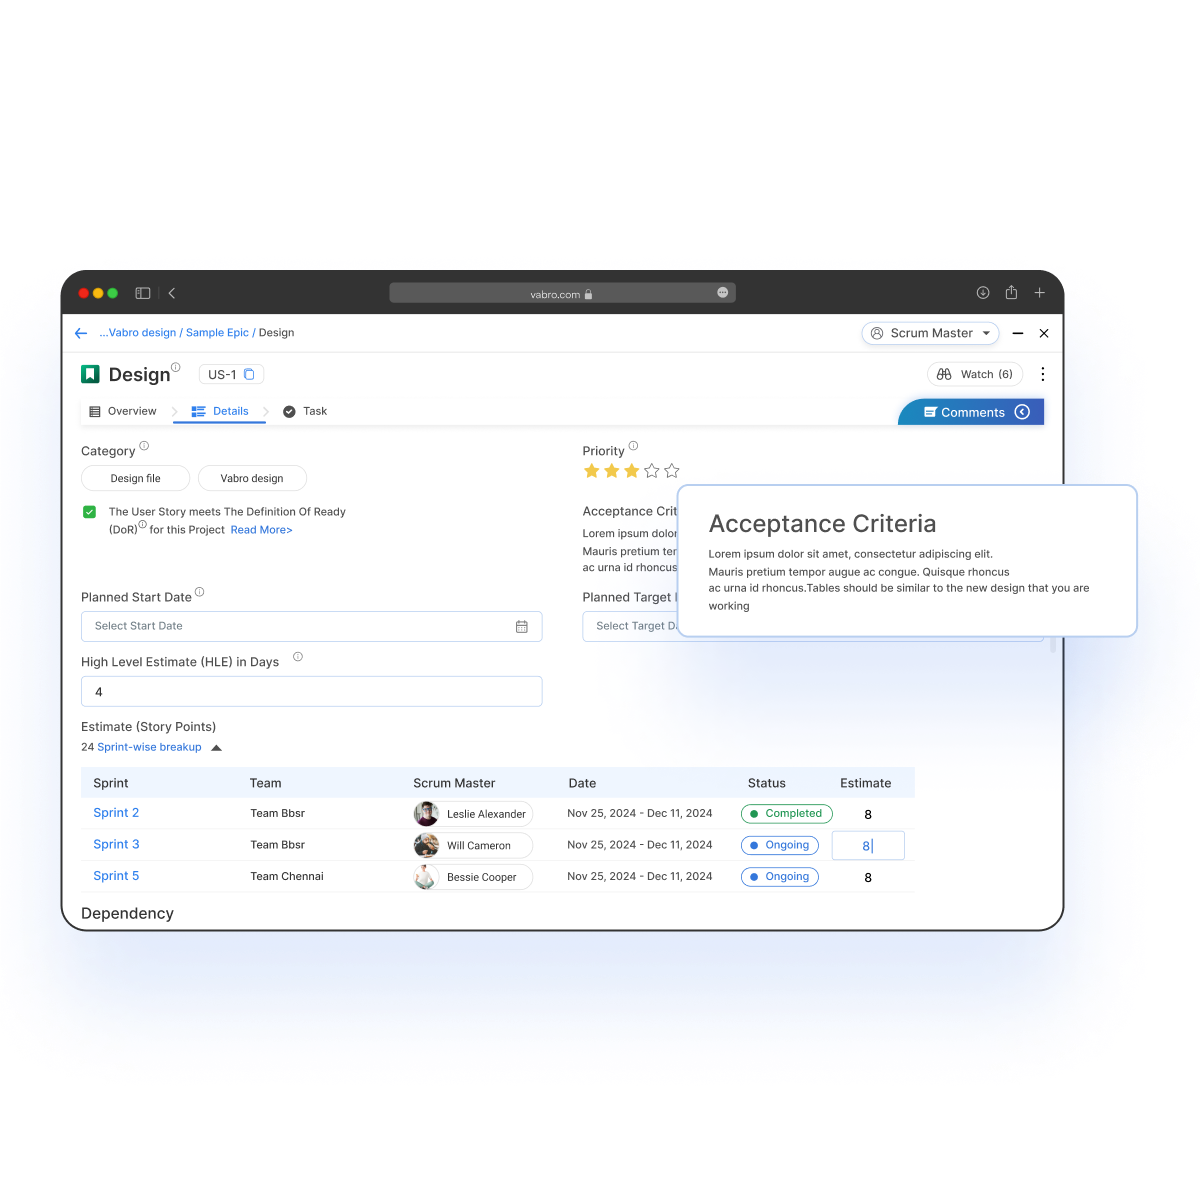 vabro.com
...Vabro design / Sample Epic / Design
Scrum Master
Design
US-1
Watch (6)
Overview
Details
Task
Comments
Category
Design file
Vabro design
The User Story meets The Definition Of Ready
(DoR) for this Project Read More>
Priority
Acceptance Crit
Lorem ipsum dolor
Mauris pretium ter
ac urna id rhoncus
Acceptance Criteria
Lorem ipsum dolor sit amet, consectetur adipiscing elit.
Mauris pretium tempor augue ac congue. Quisque rhoncus
ac urna id rhoncus.Tables should be similar to the new design that you are
working
Planned Start Date
Select Start Date
Planned Target
Select Target Da
High Level Estimate (HLE) in Days
4
Estimate (Story Points)
24 Sprint-wise breakup
Sprint Team Scrum Master Date Status Estimate
Sprint 2 Team Bbsr Leslie Alexander Nov 25, 2024 - Dec 11, 2024 Completed 8
Sprint 3 Team Bbsr Will Cameron Nov 25, 2024 - Dec 11, 2024 Ongoing 8
Sprint 5 Team Chennai Bessie Cooper Nov 25, 2024 - Dec 11, 2024 Ongoing 8
Dependency